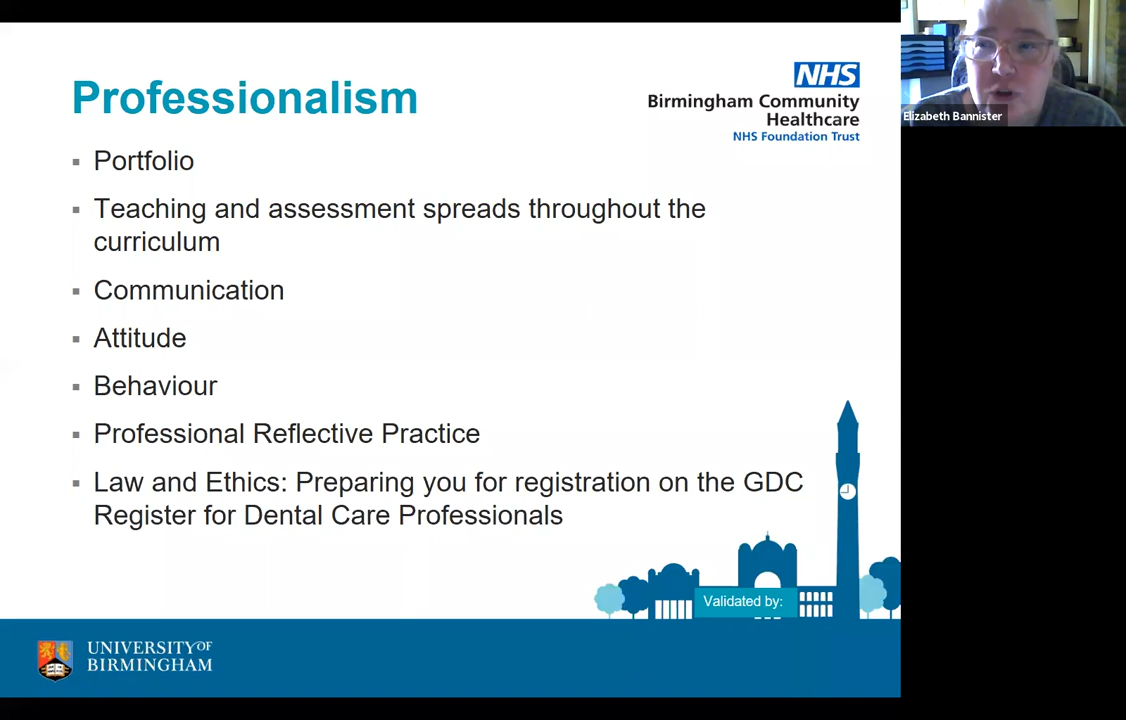 Professionalism
NHS
Birmingham Community
Healthcare
NHS Foundation Trust
Elizabeth Bannister
▪ Portfolio
▪ Teaching and assessment spreads throughout the
curriculum
▪ Communication
▪ Attitude
▪ Behaviour
▪ Professional Reflective Practice
▪ Law and Ethics: Preparing you for registration on the GDC
Register for Dental Care Professionals
Validated by:
UNIVERSITY OF
BIRMINGHAM